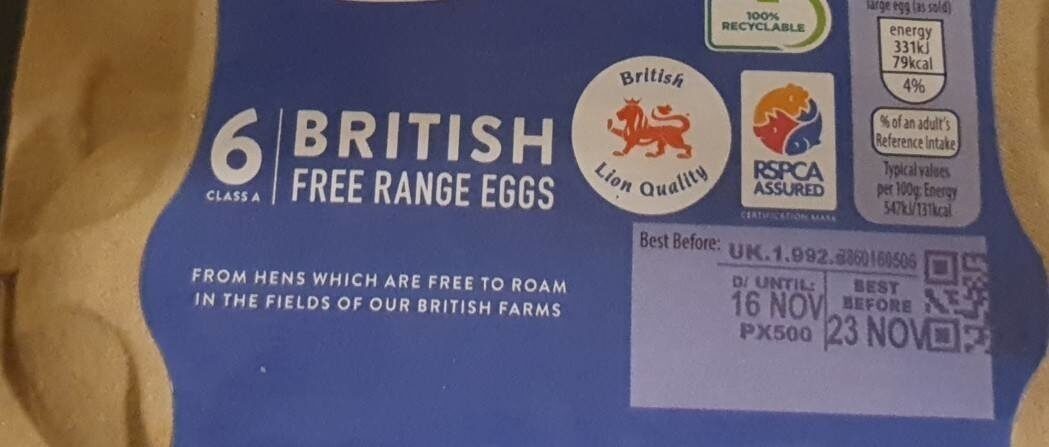 100%
RECYCLABLE
large egg (as sold)
energy
331kJ
79kcal
4%
% of an adult's
Reference Intake
Typical values
per 100g: Energy
547kJ/131kcal
British
Lion Quality
RSPCA
ASSURED
CERTIFICATION MARK
6
CLASS A
BRITISH
FREE RANGE EGGS
FROM HENS WHICH ARE FREE TO ROAM
IN THE FIELDS OF OUR BRITISH FARMS
Best Before:
UK.1.992.
D/ UNTIL:
16 NOV
PX500
BEST
BEFORE
23 NOV